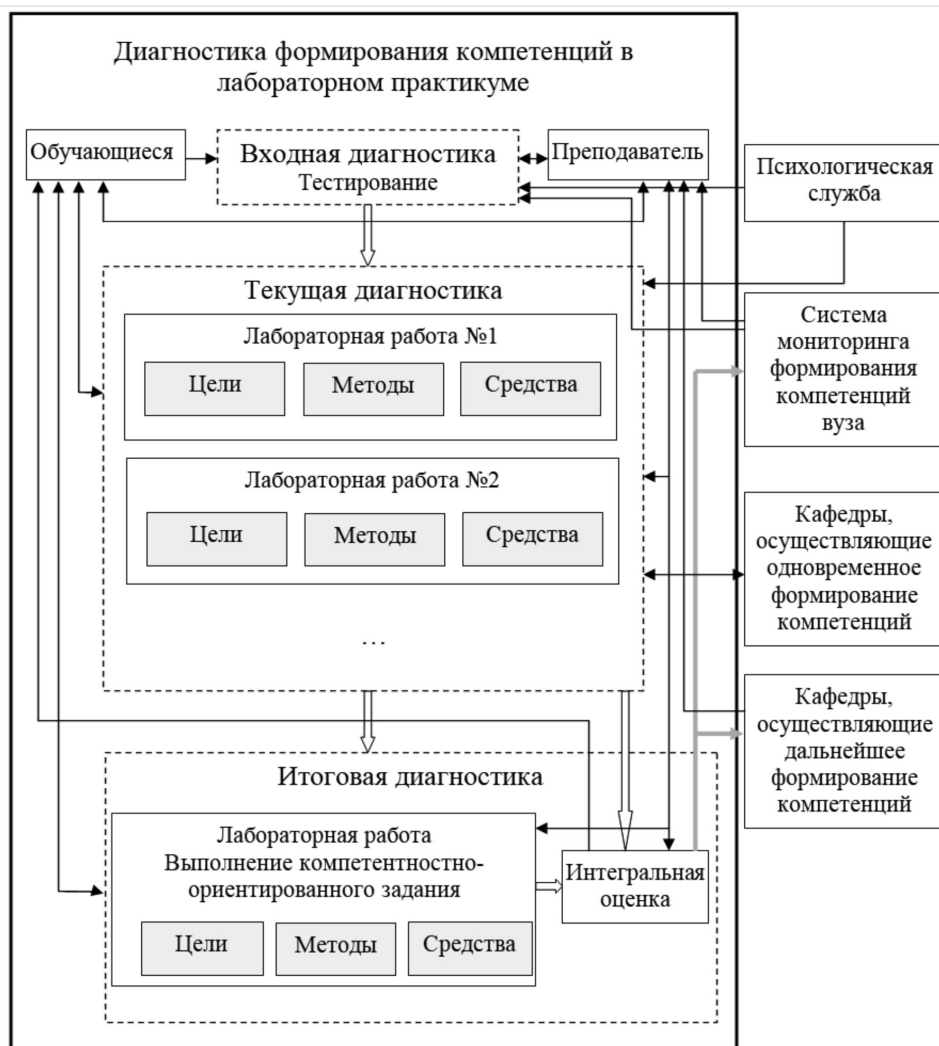 Диагностика формирования компетенций в
лабораторном практикуме
Обучающиеся
Входная диагностика
Тестирование
Преподаватель
Психологическая
служба
Текущая диагностика
Лабораторная работа №1
Цели
Методы
Средства
Система
мониторинга
формирования
компетенций
вуза
Лабораторная работа №2
Цели
Методы
Средства
Кафедры,
осуществляющие
одновременное
формирование
компетенций
…
Кафедры,
осуществляющие
дальнейшее
формирование
компетенций
Итоговая диагностика
Лабораторная работа
Выполнение компетентностно-
ориентированного задания
Цели
Методы
Средства
Интегральная
оценка